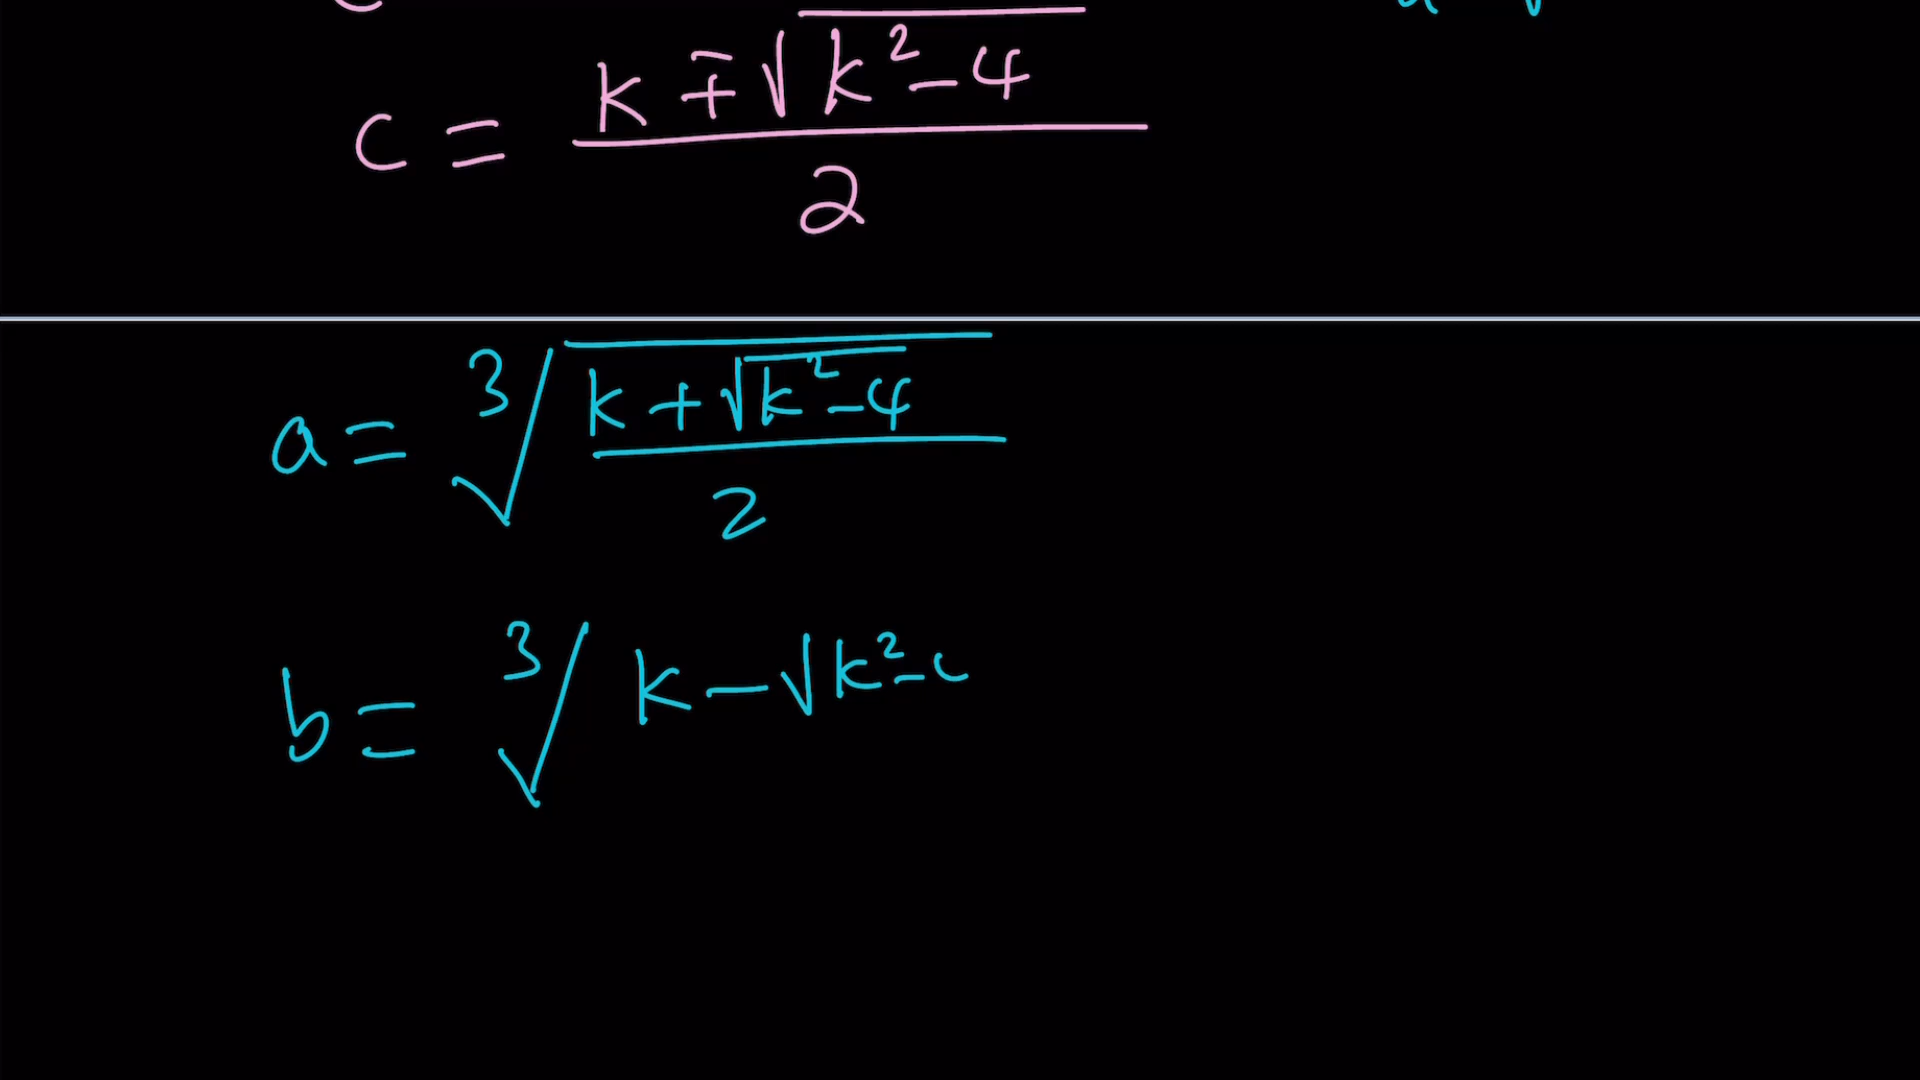 c = (k ∓ √(k² - 4)) / 2
a = ∛((k + √(k² - 4)) / 2)
b = ∛(k - √k² - c